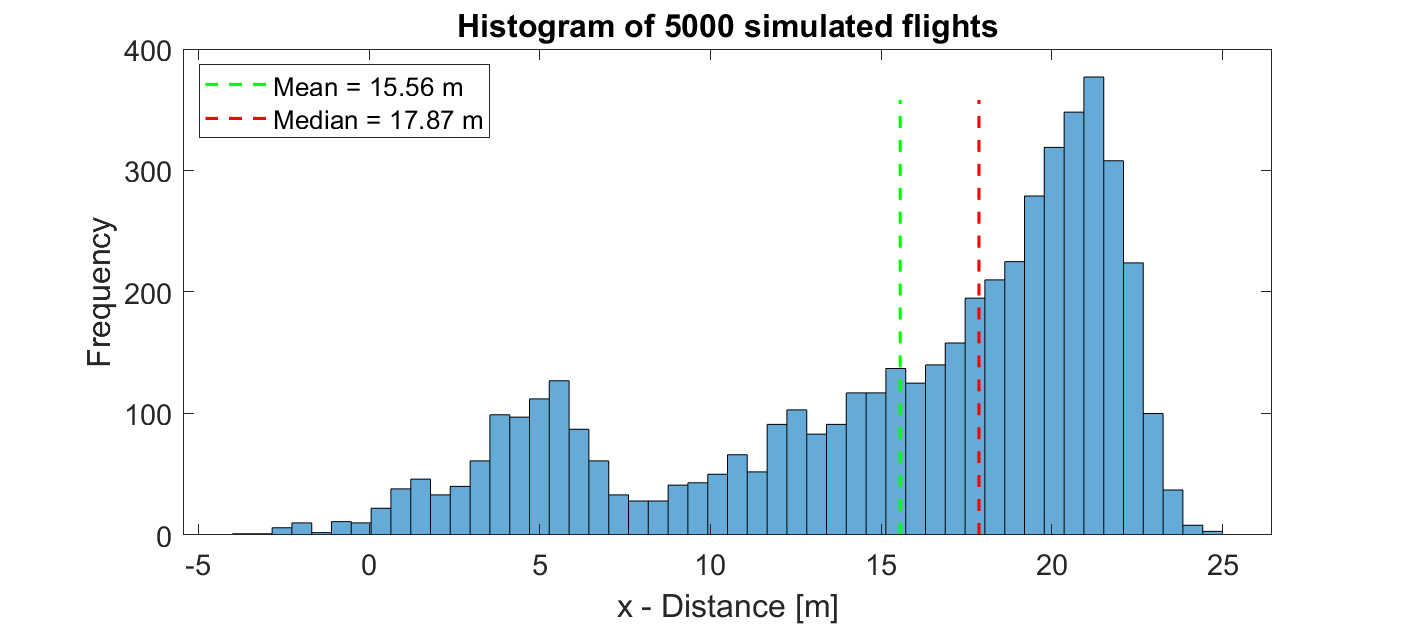 Histogram of 5000 simulated flights
Mean = 15.56 m
Median = 17.87 m
400
300
200
100
0
Frequency
-5 0 5 10 15 20 25
x - Distance [m]